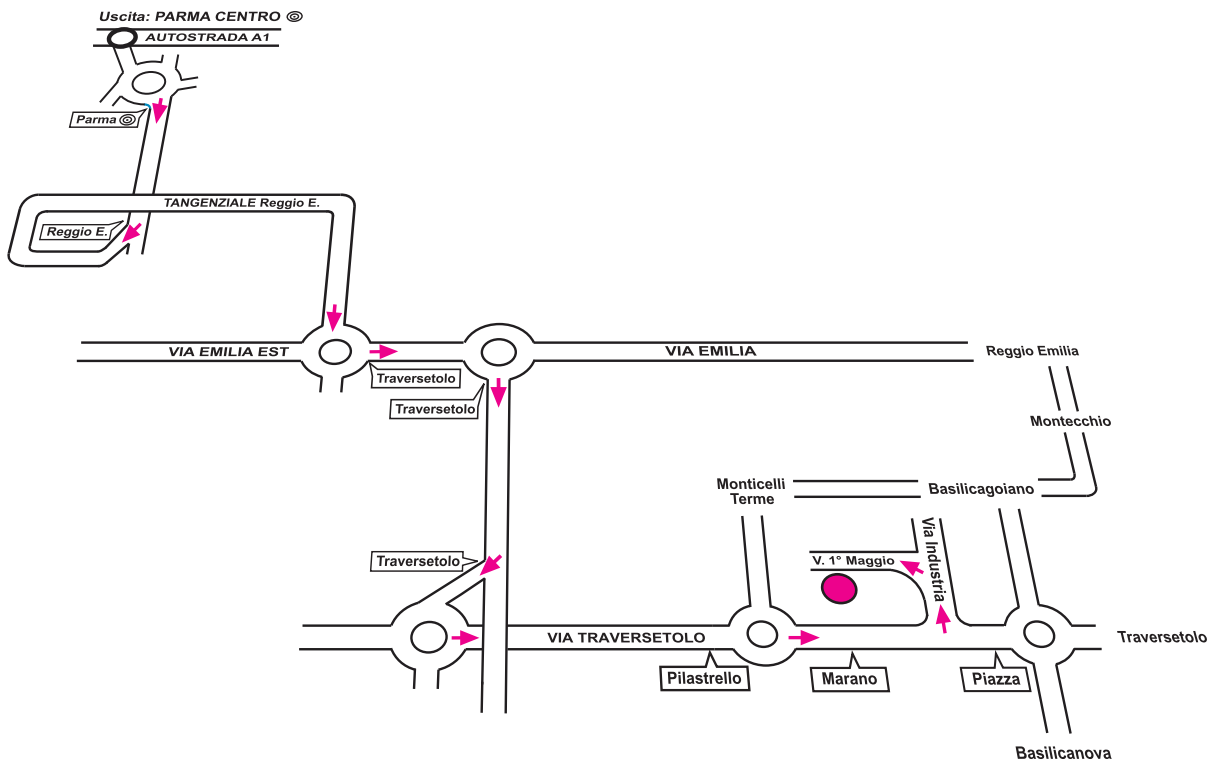 Uscita: PARMA CENTRO
AUTOSTRADA A1
Parma
TANGENZIALE Reggio E.
Reggio E.
VIA EMILIA EST
VIA EMILIA
Reggio Emilia
Traversetolo
Traversetolo
Montecchio
Monticelli
Terme
Basilicagoiano
Via Industria
Traversetolo
V. 1° Maggio
VIA TRAVERSETOLO
Traversetolo
Pilastrello
Marano
Piazza
Basilicanova